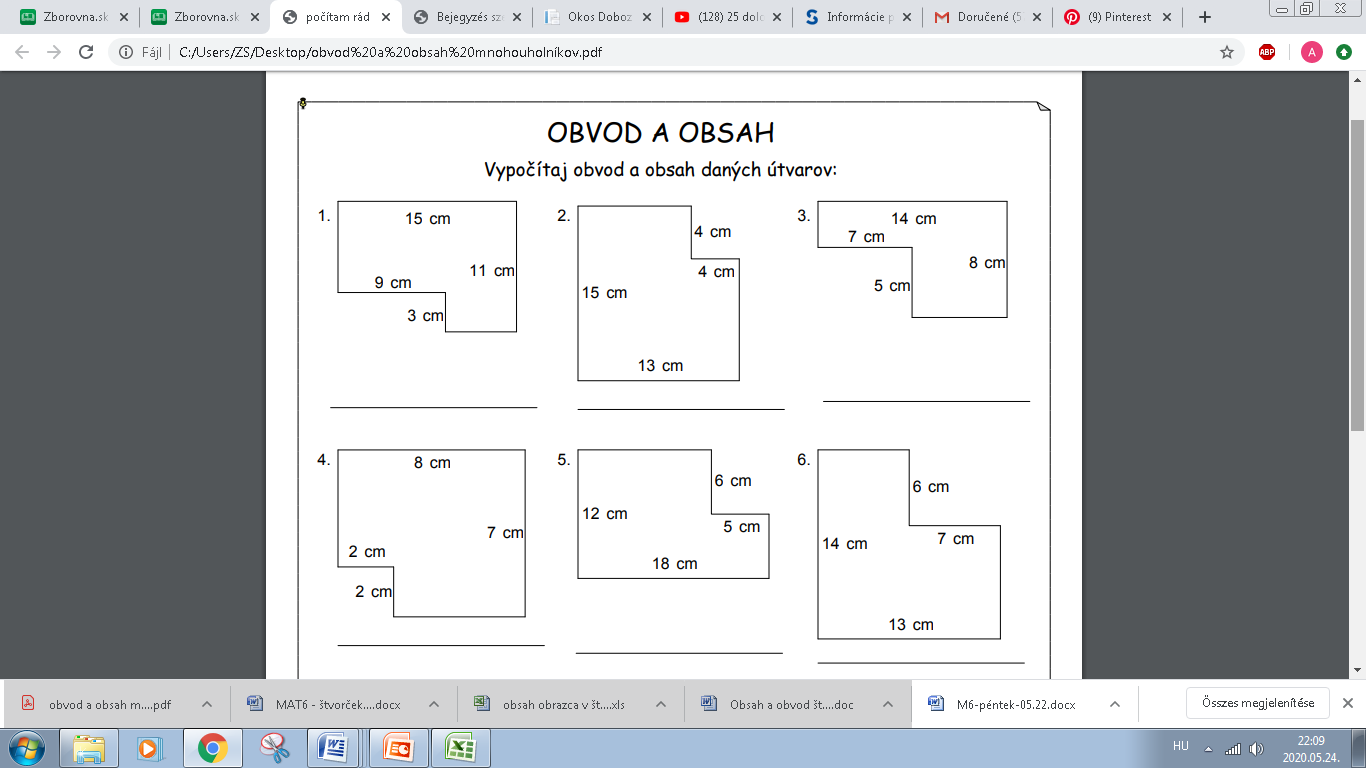 Zborovna.sk
Zborovna.sk
počítam rád
Bejegyzés sz
Okos Doboz
(128) Zš dolo
Informácie p
Doručené (5
(9) Pinterest
Fájl
C:/Users/ZS/Desktop/obvod%20a%20obsah%20mnohouholníkov.pdf
ABP
A
OBVOD A OBSAH
Vypočítaj obvod a obsah daných útvarov:
1.
15 cm
11 cm
9 cm
3 cm
2.
4 cm
4 cm
15 cm
13 cm
3.
14 cm
7 cm
8 cm
5 cm
4.
8 cm
7 cm
2 cm
2 cm
5.
6 cm
12 cm
5 cm
18 cm
6.
6 cm
14 cm
7 cm
13 cm
obvod a obsah m....pdf
MAT6 - štvorček....docx
obsah obrazca v št....xls
Obsah a obvod št....doc
M6-péntek-05.22.docx
Összes megjelenítése
HU
22:09
2020.05.24.